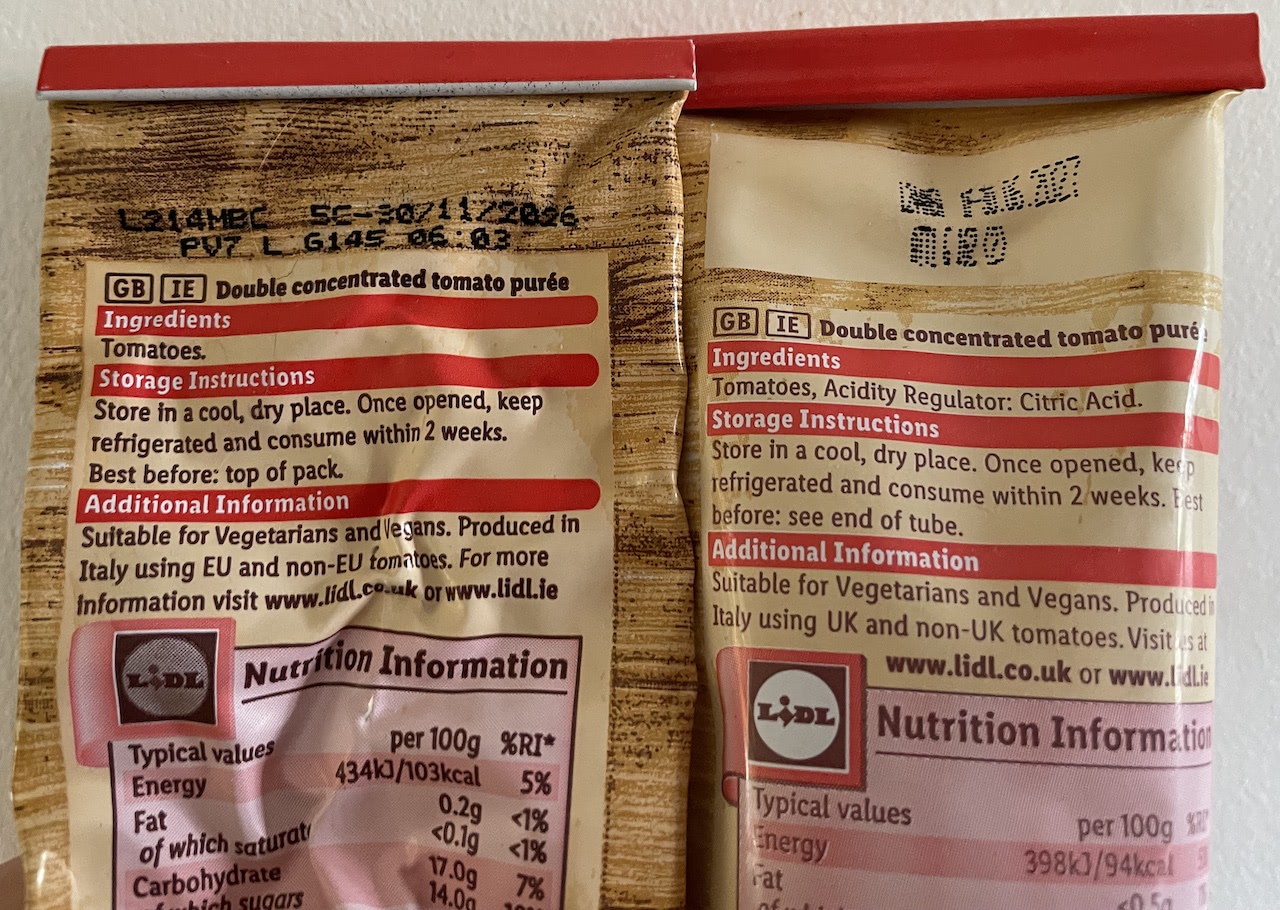 L214MBC 5E-30/11/2026
PV7 L G145 06:03
GB IE Double concentrated tomato purée
Ingredients
Tomatoes.
Storage Instructions
Store in a cool, dry place. Once opened, keep
refrigerated and consume within 2 weeks.
Best before: top of pack.
Additional Information
Suitable for Vegetarians and Vegans. Produced in
Italy using EU and non-EU tomatoes. For more
information visit www.lidl.co.uk or www.lidl.ie
LIDL
Nutrition Information
Typical values per 100g %RI*
Energy 434kJ/103kcal 5%
Fat 0.2g <1%
of which saturat <0.1g <1%
Carbohydrate 17.0g 7%
of which sugars 14.0g
GB IE Double concentrated tomato purée
Ingredients
Tomatoes, Acidity Regulator: Citric Acid.
Storage Instructions
Store in a cool, dry place. Once opened, keep
refrigerated and consume within 2 weeks. Best
before: see end of tube.
Additional Information
Suitable for Vegetarians and Vegans. Produced in
Italy using UK and non-UK tomatoes. Visit us at
www.lidl.co.uk or www.lidl.ie
LIDL
Nutrition Information
Typical values per 100g %RI*
Energy 398kJ/94kcal
Fat <0.5g